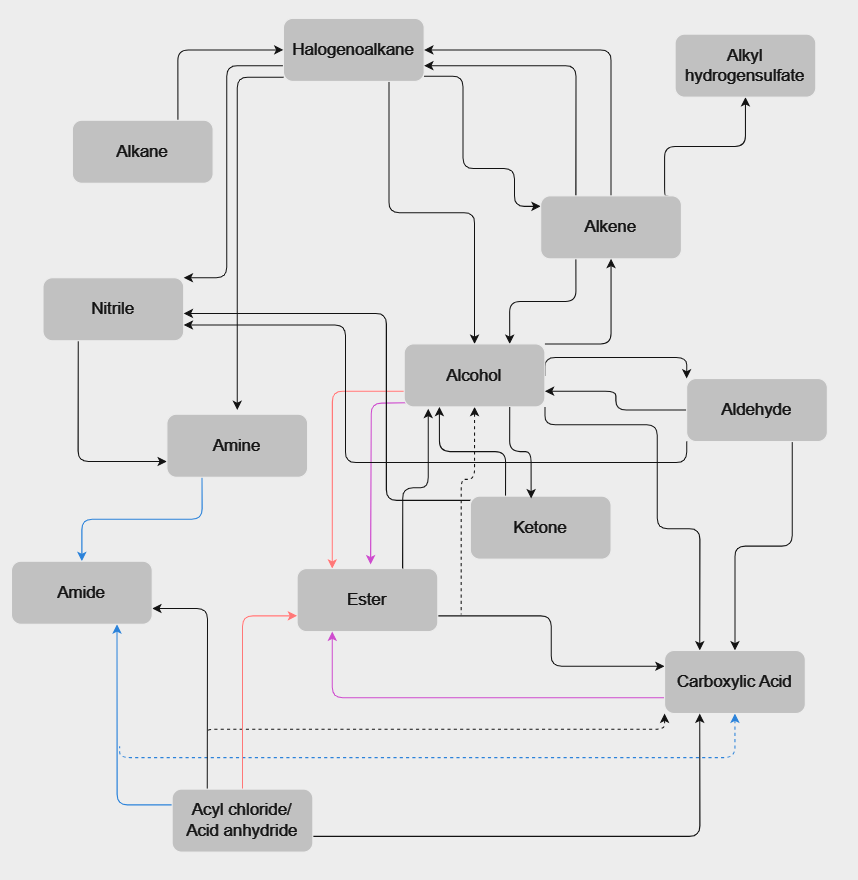 Halogenoalkane
Alkyl
hydrogensulfate
Alkane
Alkene
Nitrile
Alcohol
Aldehyde
Amine
Ketone
Amide
Ester
Carboxylic Acid
Acyl chloride/
Acid anhydride